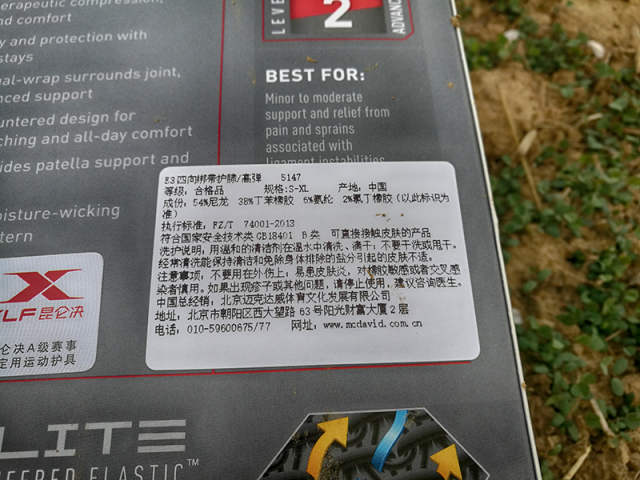 LEVE
2
ADVANCE
erapeutic compression,
nd comfort
y and protection with
stays
al-wrap surrounds joint,
nced support
untered design for
ching and all-day comfort
ides patella support and
oisture-wicking
tern
BEST FOR:
Minor to moderate
support and relief from
pain and sprains
associated with
ligament instabilities
E3四向绑带护膝/高弹 5147
等级:合格品 规格:S-XL 产地:中国
成份:54%尼龙 38%丁苯橡胶 6%氨纶 2%氯丁橡胶(以此标识为
准)
执行标准:FZ/T 74001-2013
符合国家安全技术类 GB18401 B类 可直接接触皮肤的产品
洗护说明:用温和的清洁剂在温水中清洗、滴干;不要干洗或甩干。
经常清洗能保持清洁和免除身体排除的盐分引起的皮肤不适。
注意事项:不要用在外伤上;易患皮肤炎,对橡胶敏感或者交叉感
染者慎用。如果出现疹子或其他问题,请停止使用,建议咨询医生。
中国总经销:北京迈克达威体育文化发展有限公司
地址:北京市朝阳区西大望路63号阳光财富大厦2层
电话:010-59600675/77 网址:www.mcdavid.com.cn
XLF昆仑决
仑决A级赛事
定用运动护具
LITE
EERED ELASTIC™